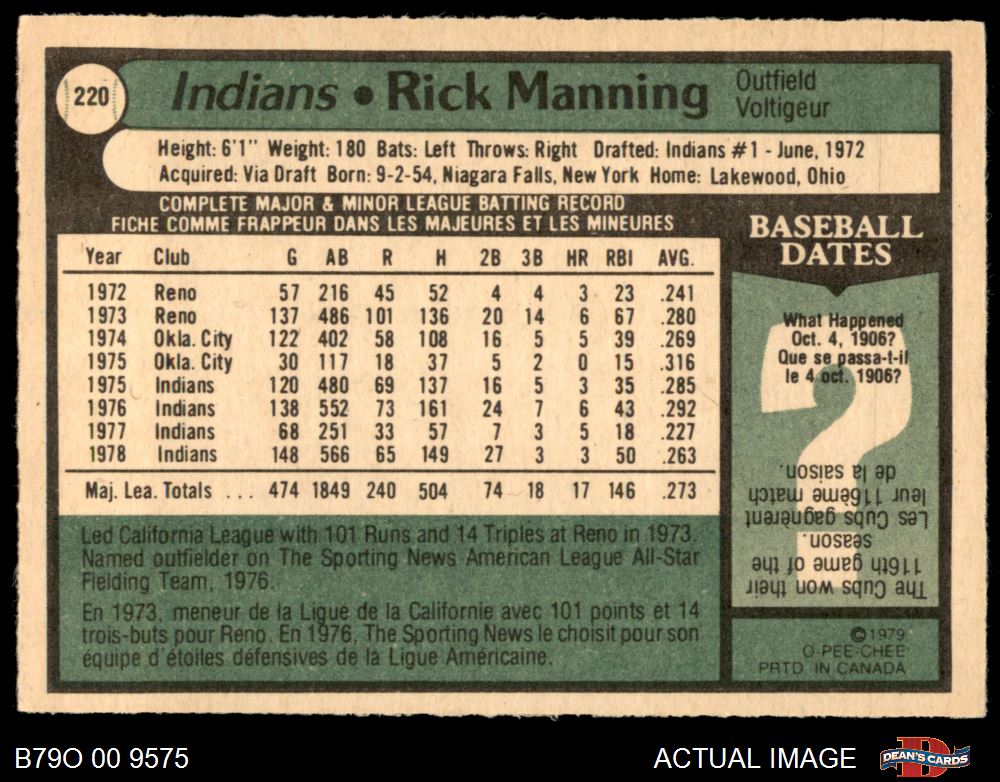 220
Indians • Rick Manning
Outfield
Voltigeur
Height: 6'1" Weight: 180 Bats: Left Throws: Right Drafted: Indians #1 - June, 1972
Acquired: Via Draft Born: 9-2-54, Niagara Falls, New York Home: Lakewood, Ohio
COMPLETE MAJOR & MINOR LEAGUE BATTING RECORD
FICHE COMME FRAPPEUR DANS LES MAJEURES ET LES MINEURES
Year Club G AB R H 2B 3B HR RBI AVG.
1972 Reno 57 216 45 52 4 4 3 23 .241
1973 Reno 137 486 101 136 20 14 6 67 .280
1974 Okla. City 122 402 58 108 16 5 5 39 .269
1975 Okla. City 30 117 18 37 5 2 0 15 .316
1975 Indians 120 480 69 137 16 5 3 35 .285
1976 Indians 138 552 73 161 24 7 6 43 .292
1977 Indians 68 251 33 57 7 3 5 18 .227
1978 Indians 148 566 65 149 27 3 3 50 .263
Maj. Lea. Totals ... 474 1849 240 504 74 18 17 146 .273
Led California League with 101 Runs and 14 Triples at Reno in 1973.
Named outfielder on The Sporting News American League All-Star
Fielding Team, 1976.
En 1973, meneur de la Ligue de la Californie avec 101 points et 14
trois-buts pour Reno. En 1976, The Sporting News le choisit pour son
équipe d'étoiles défensives de la Ligue Américaine.
BASEBALL
DATES
What Happened
Oct. 4, 1906?
Que se passa-t-il
le 4 oct. 1906?
The Cubs won their
116th game of the
season.
Les Cubs gagnèrent
leur 116ème match
de la saison.
©1979
O-PEE-CHEE
PRTD. IN CANADA
B79O 00 9575
ACTUAL IMAGE
DEAN'S CARDS